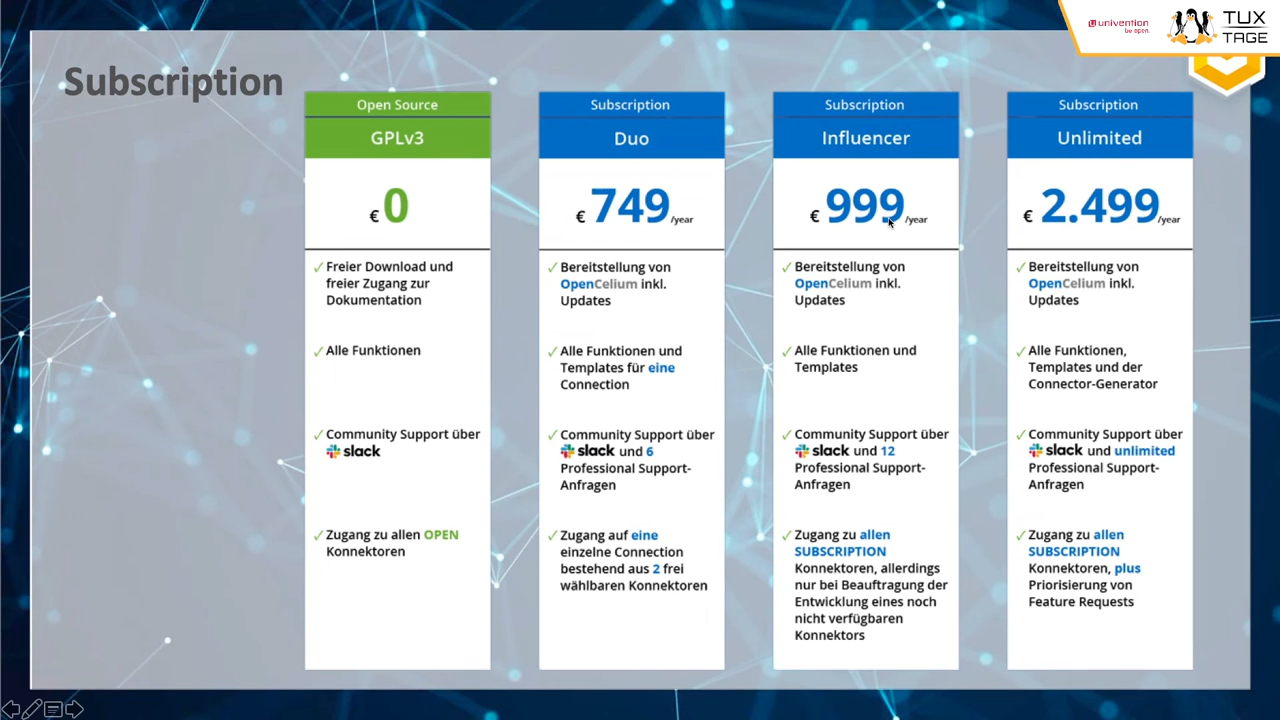 univention
be open.
TUX
TAGE
Subscription
Open Source
GPLv3
€ 0
✓ Freier Download und
freier Zugang zur
Dokumentation
✓ Alle Funktionen
✓ Community Support über
slack
✓ Zugang zu allen OPEN
Konnektoren
Subscription
Duo
€ 749 /year
✓ Bereitstellung von
OpenCelium inkl.
Updates
✓ Alle Funktionen und
Templates für eine
Connection
✓ Community Support über
slack und 6
Professional Support-
Anfragen
✓ Zugang auf eine
einzelne Connection
bestehend aus 2 frei
wählbaren Konnektoren
Subscription
Influencer
€ 999 /year
✓ Bereitstellung von
OpenCelium inkl.
Updates
✓ Alle Funktionen und
Templates
✓ Community Support über
slack und 12
Professional Support-
Anfragen
✓ Zugang zu allen
SUBSCRIPTION
Konnektoren, allerdings
nur bei Beauftragung der
Entwicklung eines noch
nicht verfügbaren
Konnektors
Subscription
Unlimited
€ 2.499 /year
✓ Bereitstellung von
OpenCelium inkl.
Updates
✓ Alle Funktionen,
Templates und der
Connector-Generator
✓ Community Support über
slack und unlimited
Professional Support-
Anfragen
✓ Zugang zu allen
SUBSCRIPTION
Konnektoren, plus
Priorisierung von
Feature Requests